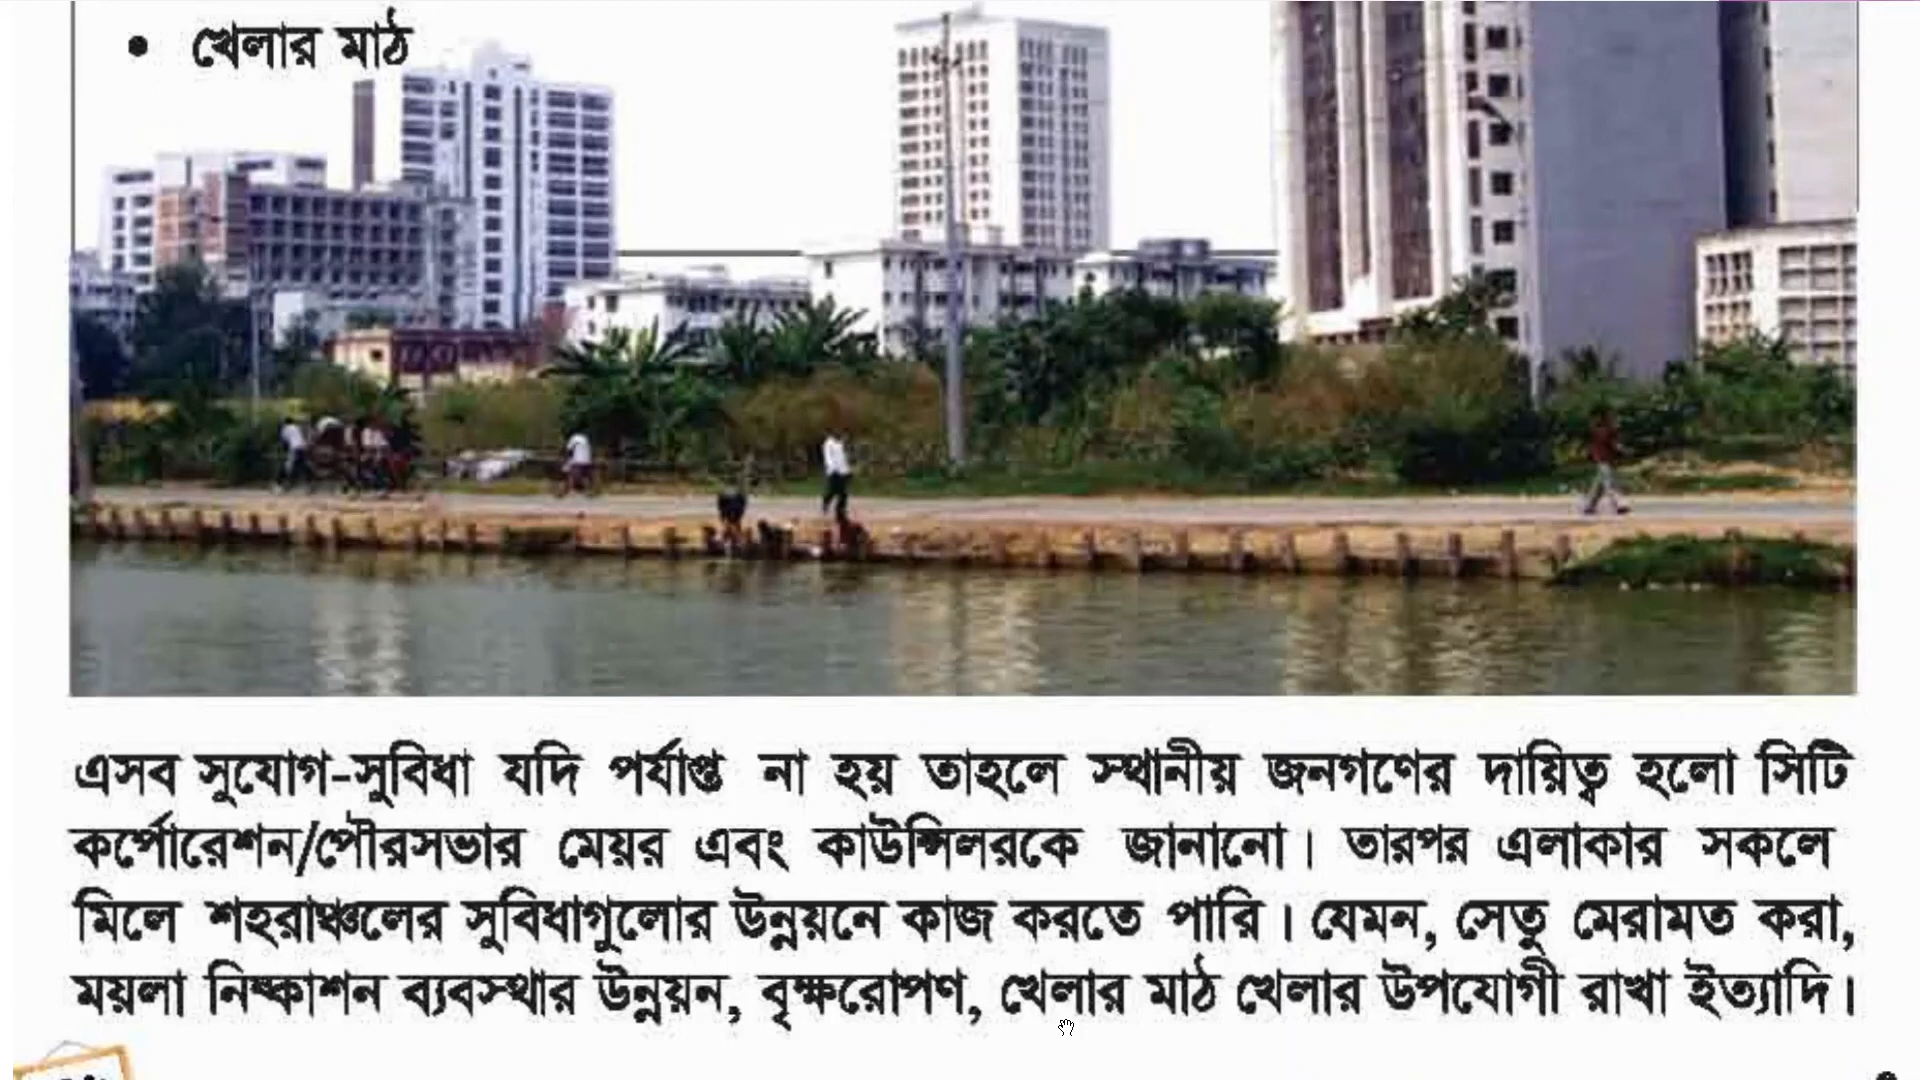 • খেলার মাঠ
এসব সুযোগ-সুবিধা যদি পর্যাপ্ত না হয় তাহলে স্থানীয় জনগণের দায়িত্ব হলো সিটি
কর্পোরেশন/পৌরসভার মেয়র এবং কাউন্সিলরকে জানানো। তারপর এলাকার সকলে
মিলে শহরাঞ্চলের সুবিধাগুলোর উন্নয়নে কাজ করতে পারি। যেমন, সেতু মেরামত করা,
ময়লা নিষ্কাশন ব্যবস্থার উন্নয়ন, বৃক্ষরোপণ, খেলার মাঠ খেলার উপযোগী রাখা ইত্যাদি।